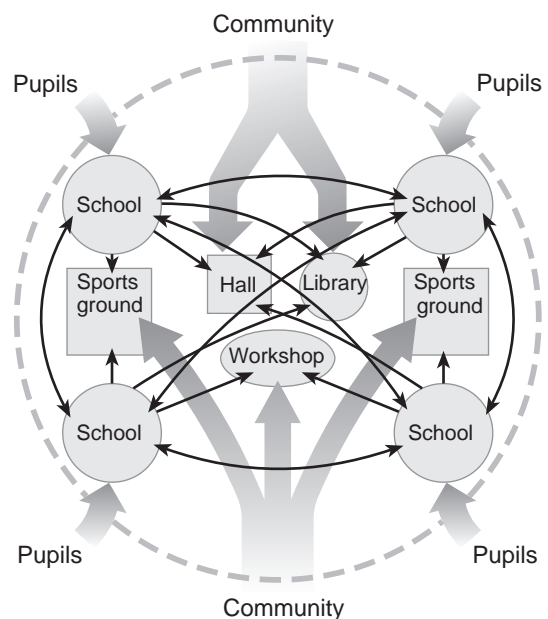 Community
Pupils
Pupils
School
School
Sports
ground
Hall
Library
Sports
ground
Workshop
School
School
Pupils
Pupils
Community